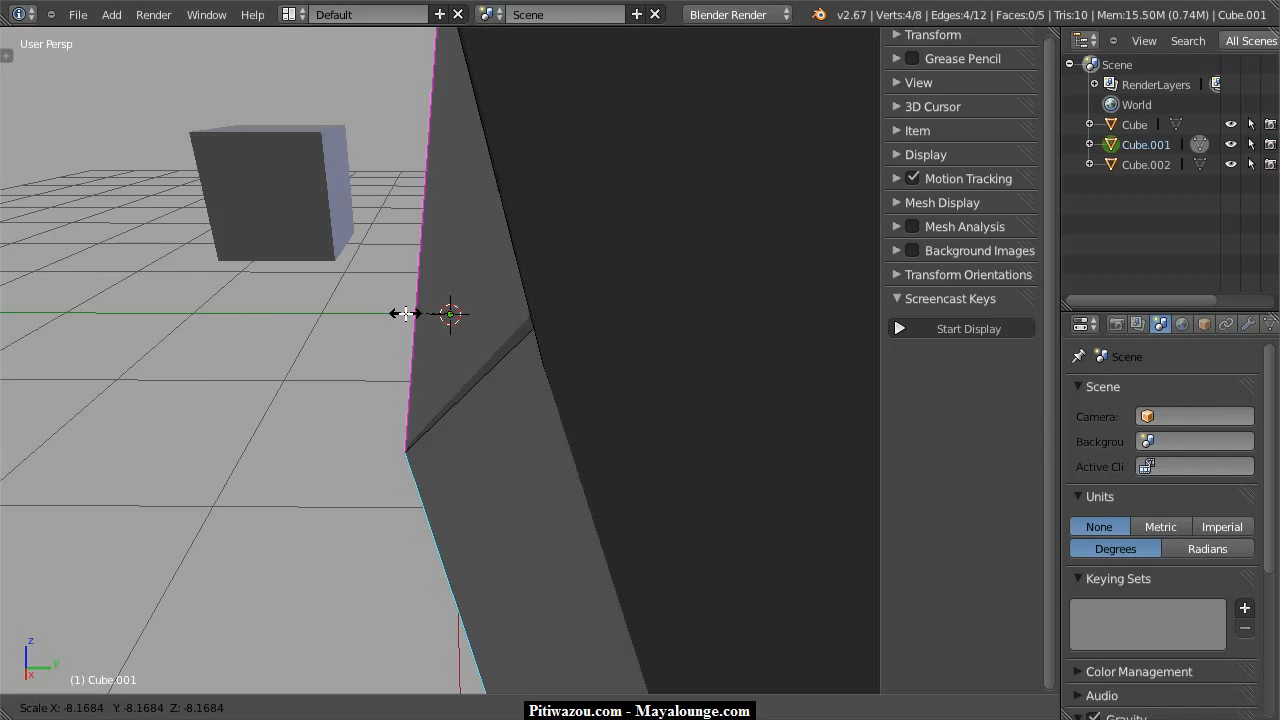 File Add Render Window Help Default Scene Blender Render v2.67 | Verts:4/8 | Edges:4/12 | Faces:0/5 | Tris:10 | Mem:15.50M (0.74M) | Cube.001
User Persp
Transform
Grease Pencil
View
3D Cursor
Item
Display
Motion Tracking
Mesh Display
Mesh Analysis
Background Images
Transform Orientations
Screencast Keys
Start Display
View Search All Scenes
Scene
RenderLayers
World
Cube
Cube.001
Cube.002
Scene
Scene
Camera:
Backgrou
Active Cli
Units
None Metric Imperial
Degrees Radians
Keying Sets
Color Management
Audio
Gravity
z
y
x
(1) Cube.001
Scale X: -8.1684 Y: -8.1684 Z: -8.1684
Pitiwazou.com - Mayalounge.com